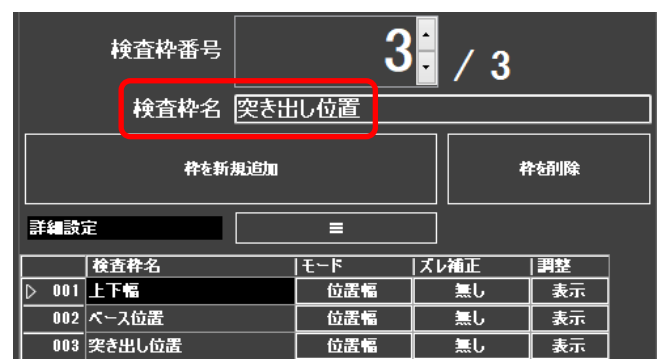 検査枠番号 3 / 3
検査枠名 突き出し位置
枠を新規追加 枠を削除
詳細設定 ≡
検査枠名 モード ズレ補正 調整
001 上下幅 位置幅 無し 表示
002 ベース位置 位置幅 無し 表示
003 突き出し位置 位置幅 無し 表示